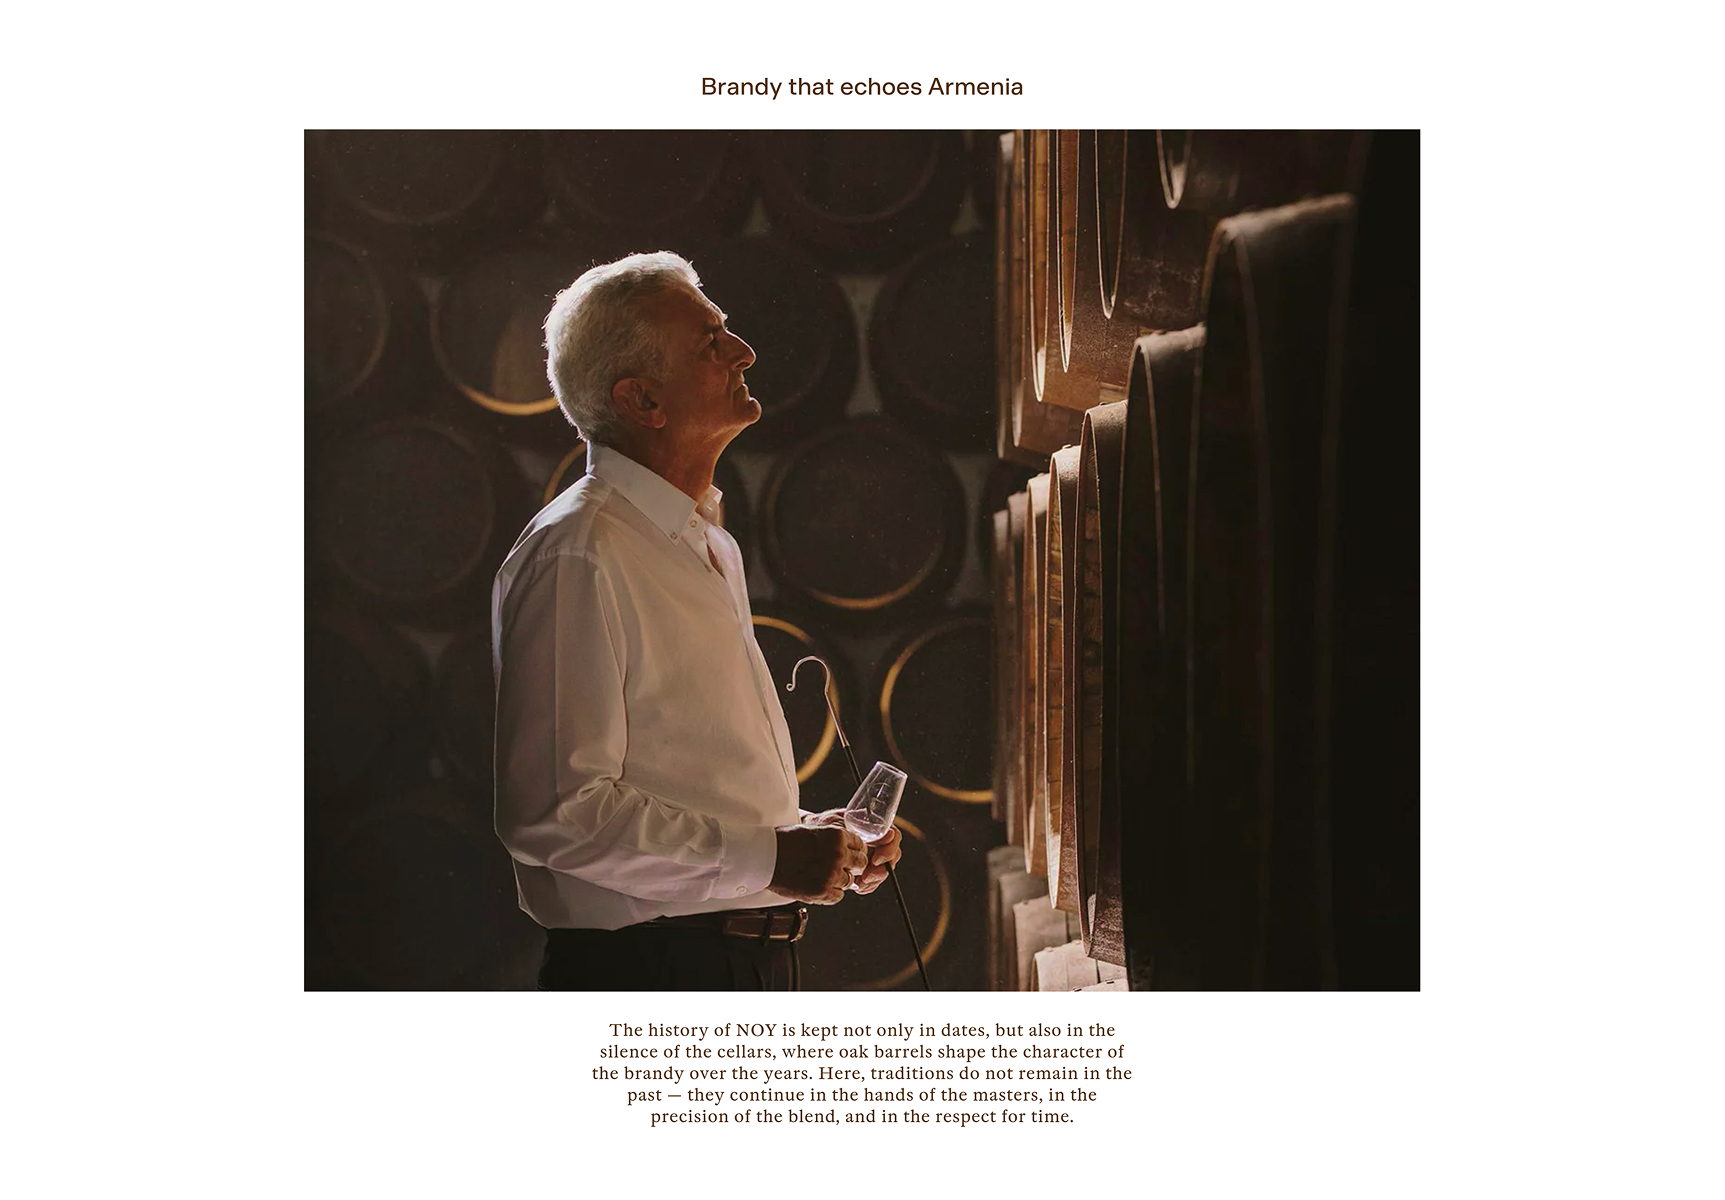 Brandy that echoes Armenia
The history of NOY is kept not only in dates, but also in the
silence of the cellars, where oak barrels shape the character of
the brandy over the years. Here, traditions do not remain in the
past — they continue in the hands of the masters, in the
precision of the blend, and in the respect for time.